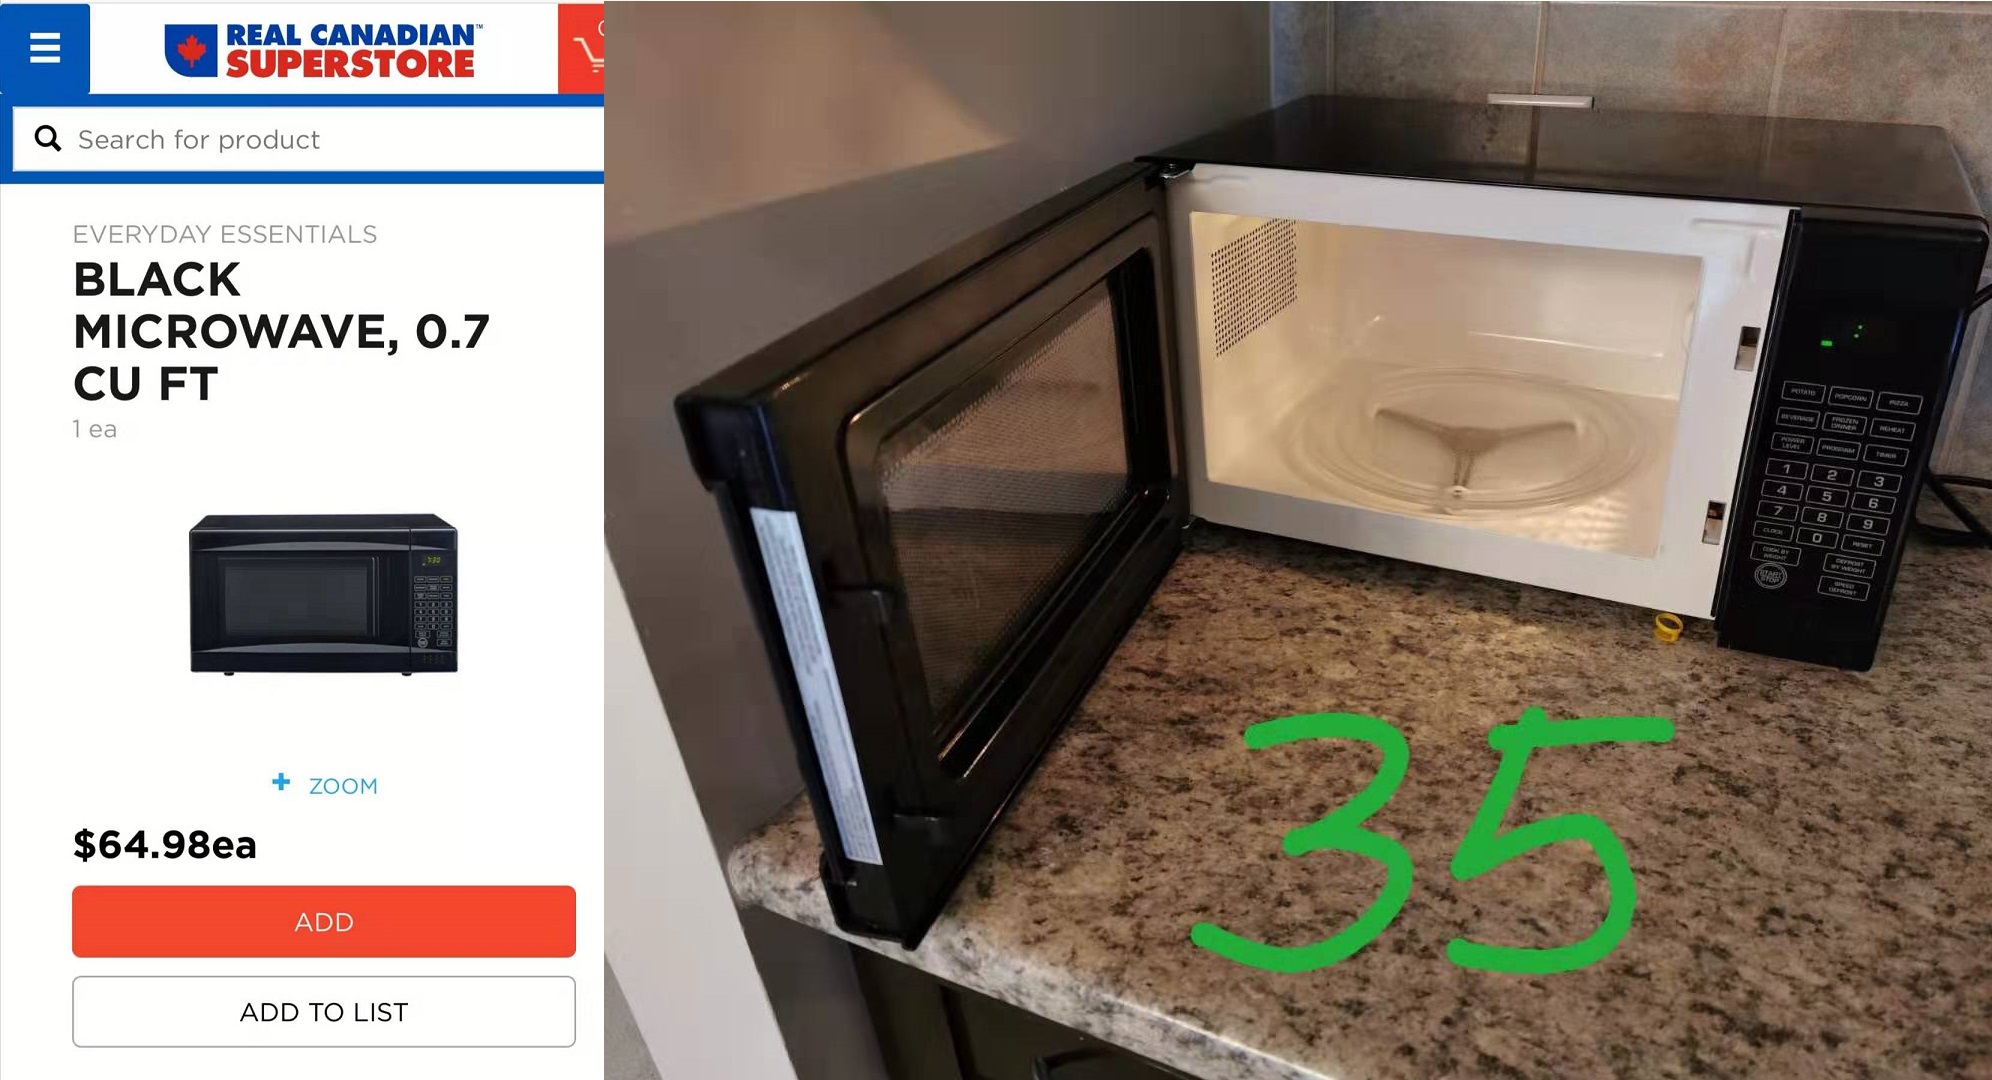 REAL CANADIAN™
SUPERSTORE
Search for product
EVERYDAY ESSENTIALS
BLACK
MICROWAVE, 0.7
CU FT
1 ea
+ ZOOM
$64.98ea
ADD
ADD TO LIST
POTATO POPCORN PIZZA
BEVERAGE FROZEN DINNER REHEAT
POWER LEVEL PROGRAM TIMER
1 2 3
4 5 6
7 8 9
CLOCK 0 RESET
COOK BY WEIGHT DEFROST BY WEIGHT
START STOP SPEED DEFROST
35